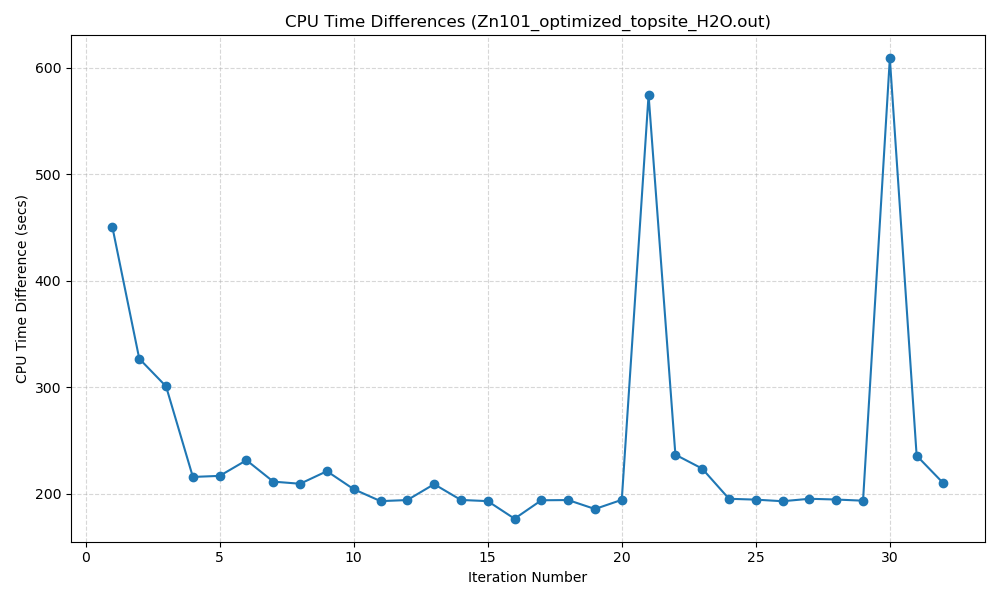 CPU Time Differences (Zn101_optimized_topsite_H2O.out)
CPU Time Difference (secs)
600
500
400
300
200
0 5 10 15 20 25 30
Iteration Number